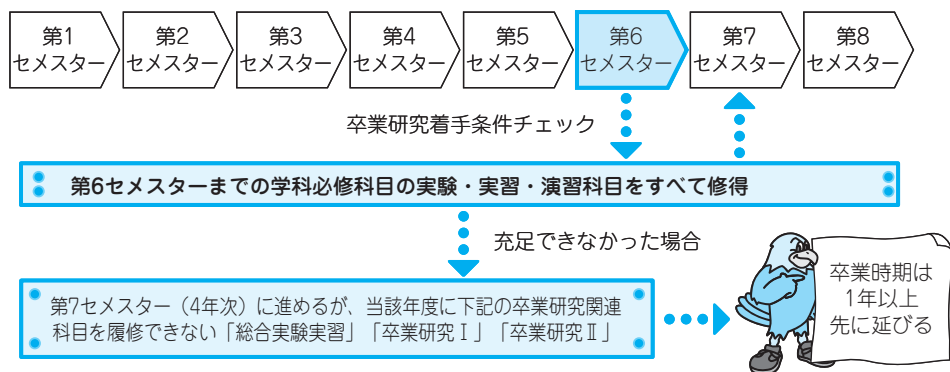 第1
セメスター
第2
セメスター
第3
セメスター
第4
セメスター
第5
セメスター
第6
セメスター
第7
セメスター
第8
セメスター
卒業研究着手条件チェック
第6セメスターまでの学科必修科目の実験・実習・演習科目をすべて修得
充足できなかった場合
第7セメスター（4年次）に進めるが、当該年度に下記の卒業研究関連
科目を履修できない「総合実験実習」「卒業研究Ⅰ」「卒業研究Ⅱ」
卒業時期は
1年以上
先に延びる